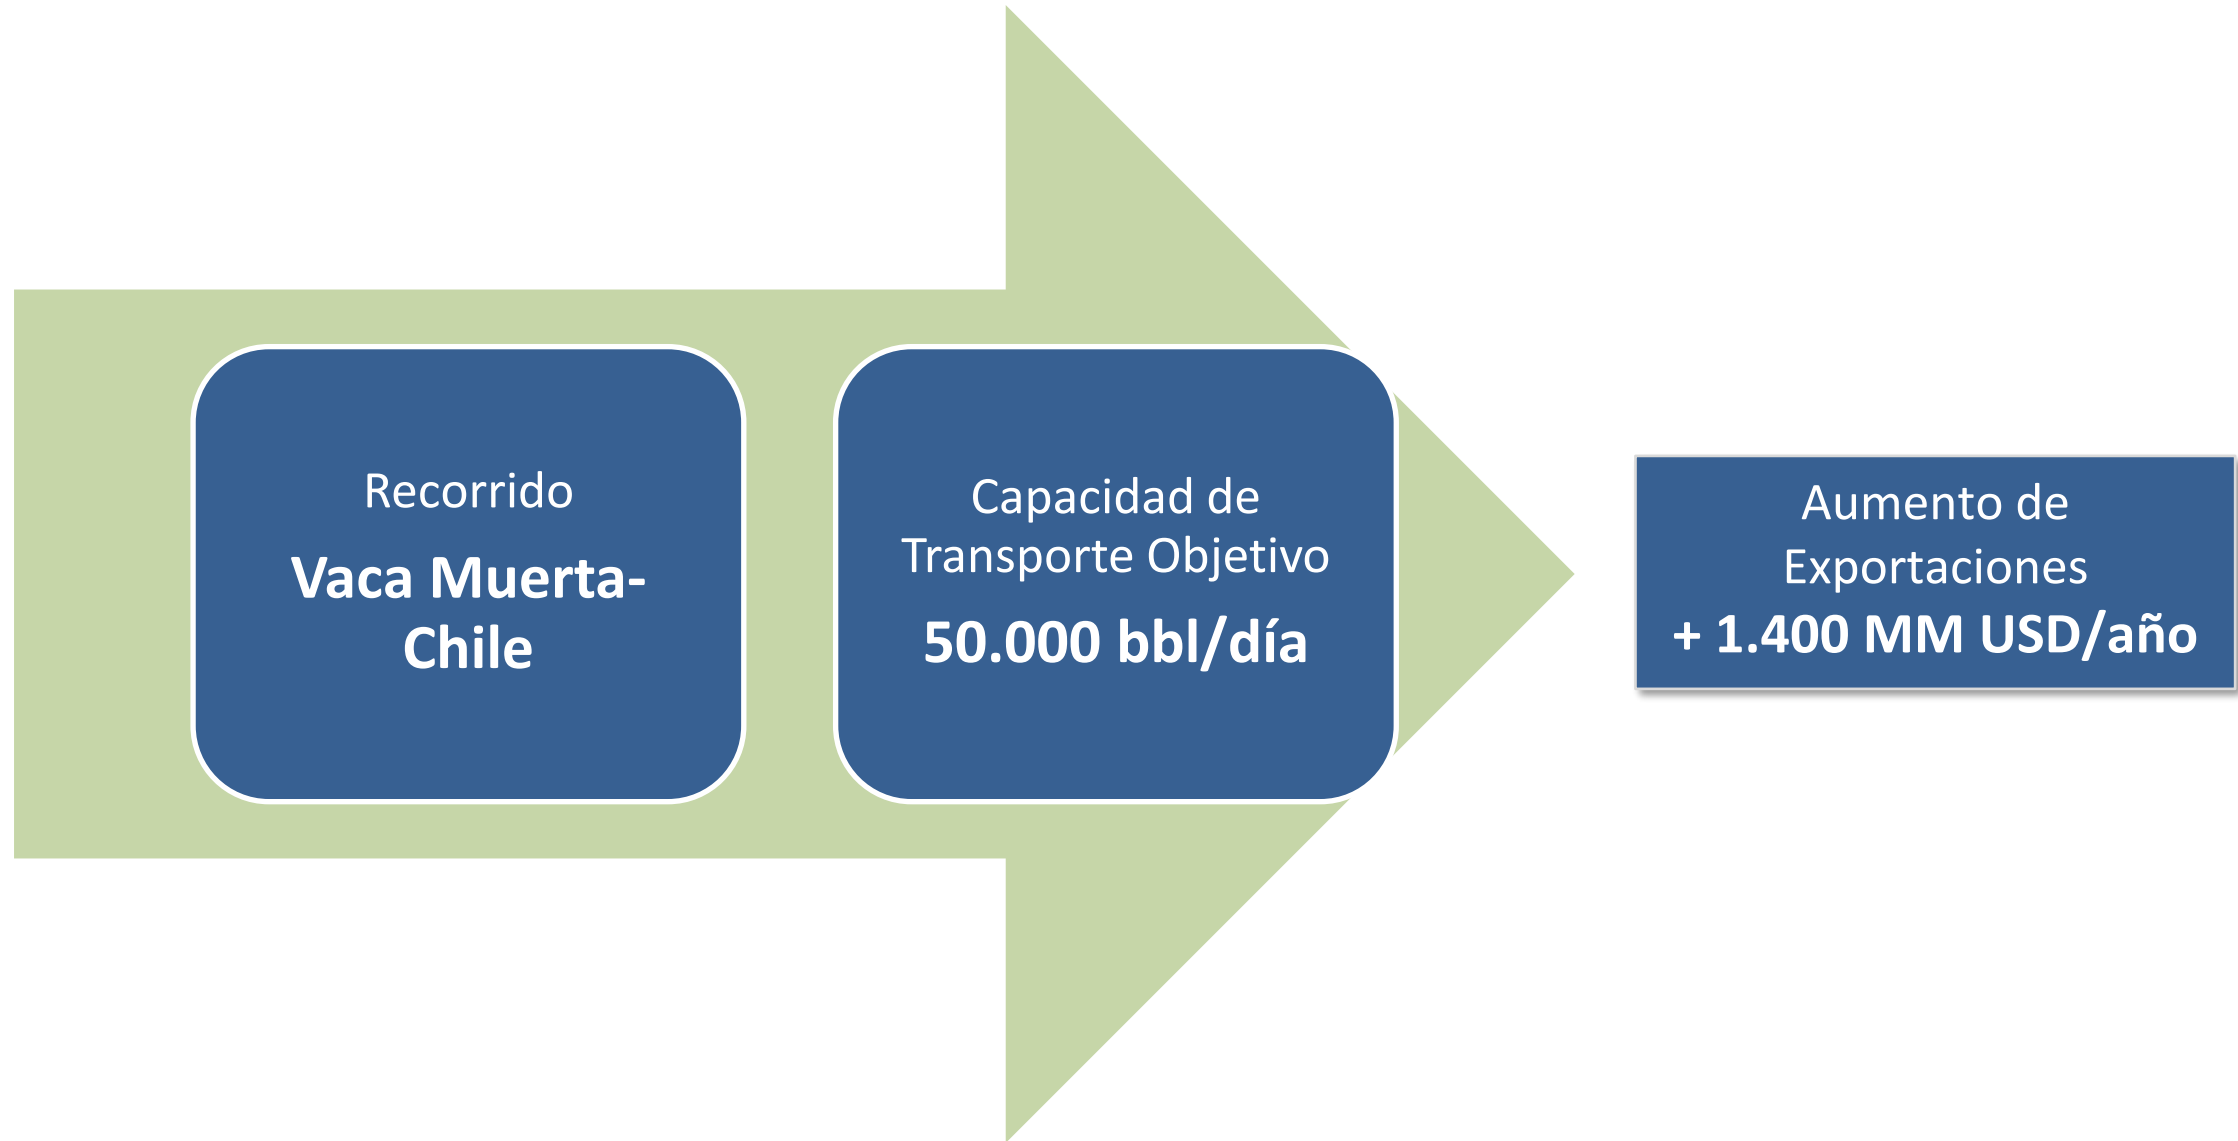 Recorrido
Vaca Muerta-
Chile
Capacidad de
Transporte Objetivo
50.000 bbl/día
Aumento de
Exportaciones
+ 1.400 MM USD/año